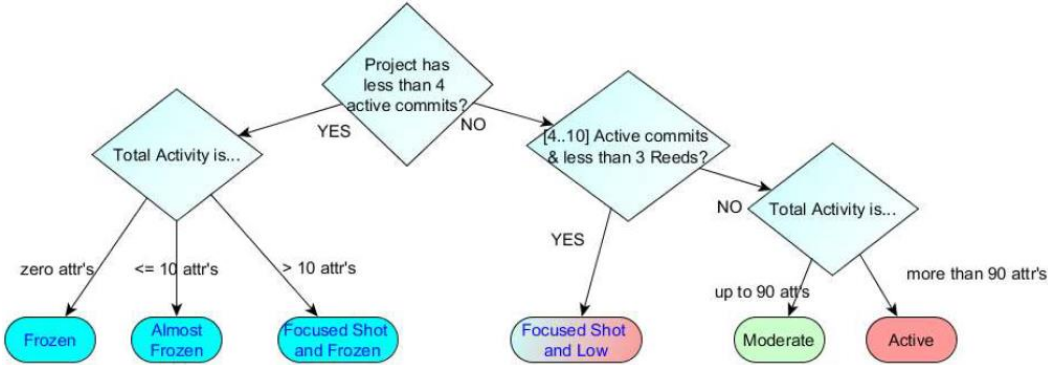 Project has
less than 4
active commits?
YES
NO
[4..10] Active commits
& less than 3 Reeds?
Total Activity is...
NO
Total Activity is...
YES
zero attr's
<= 10 attr's
> 10 attr's
more than 90 attr's
up to 90 att's
Frozen
Almost
Frozen
Focused Shot
and Frozen
Focused Shot
and Low
Moderate
Active